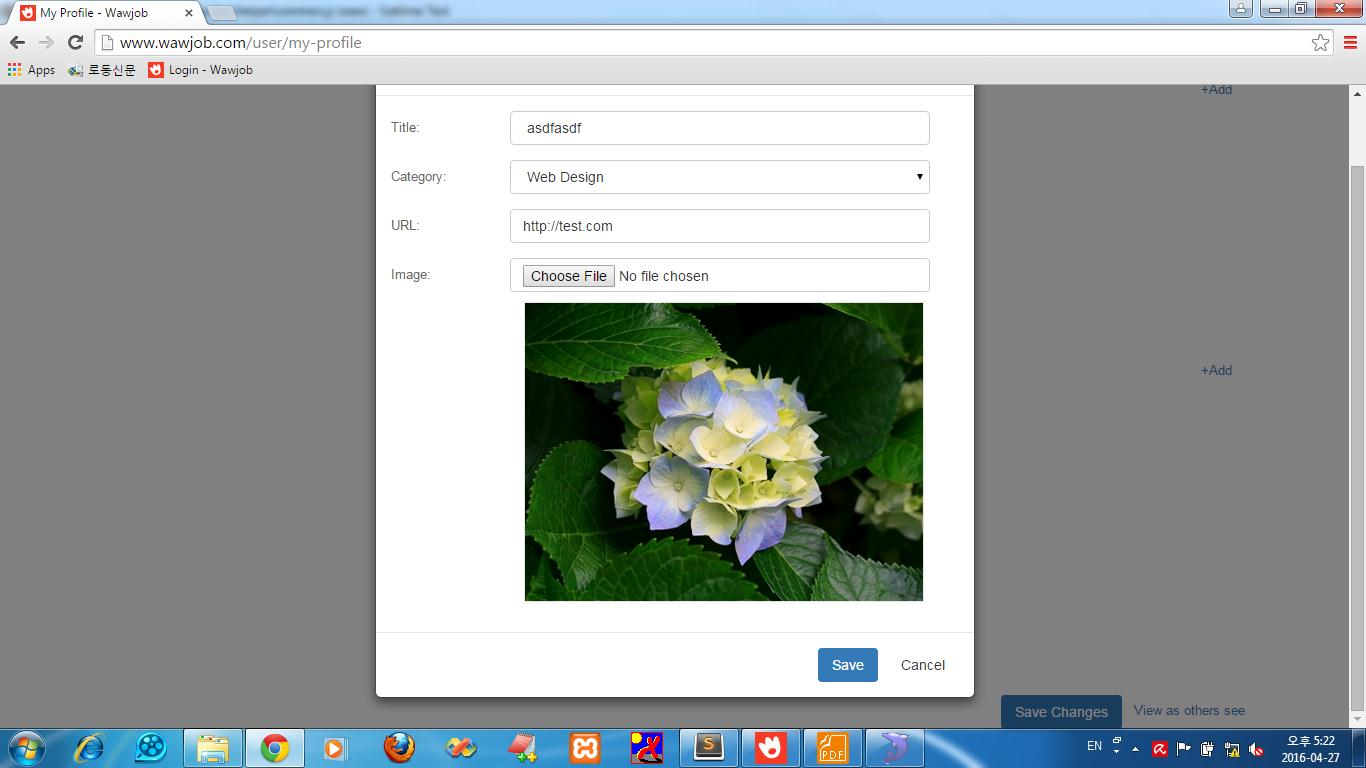 My Profile - Wawjob
www.wawjob.com/user/my-profile
Apps
로동신문
Login - Wawjob
+Add
Title:
asdfasdf
Category:
Web Design
URL:
http://test.com
Image:
Choose File No file chosen
+Add
Save
Cancel
Save Changes
View as others see
S
PDF
EN
오후 5:22
2016-04-27